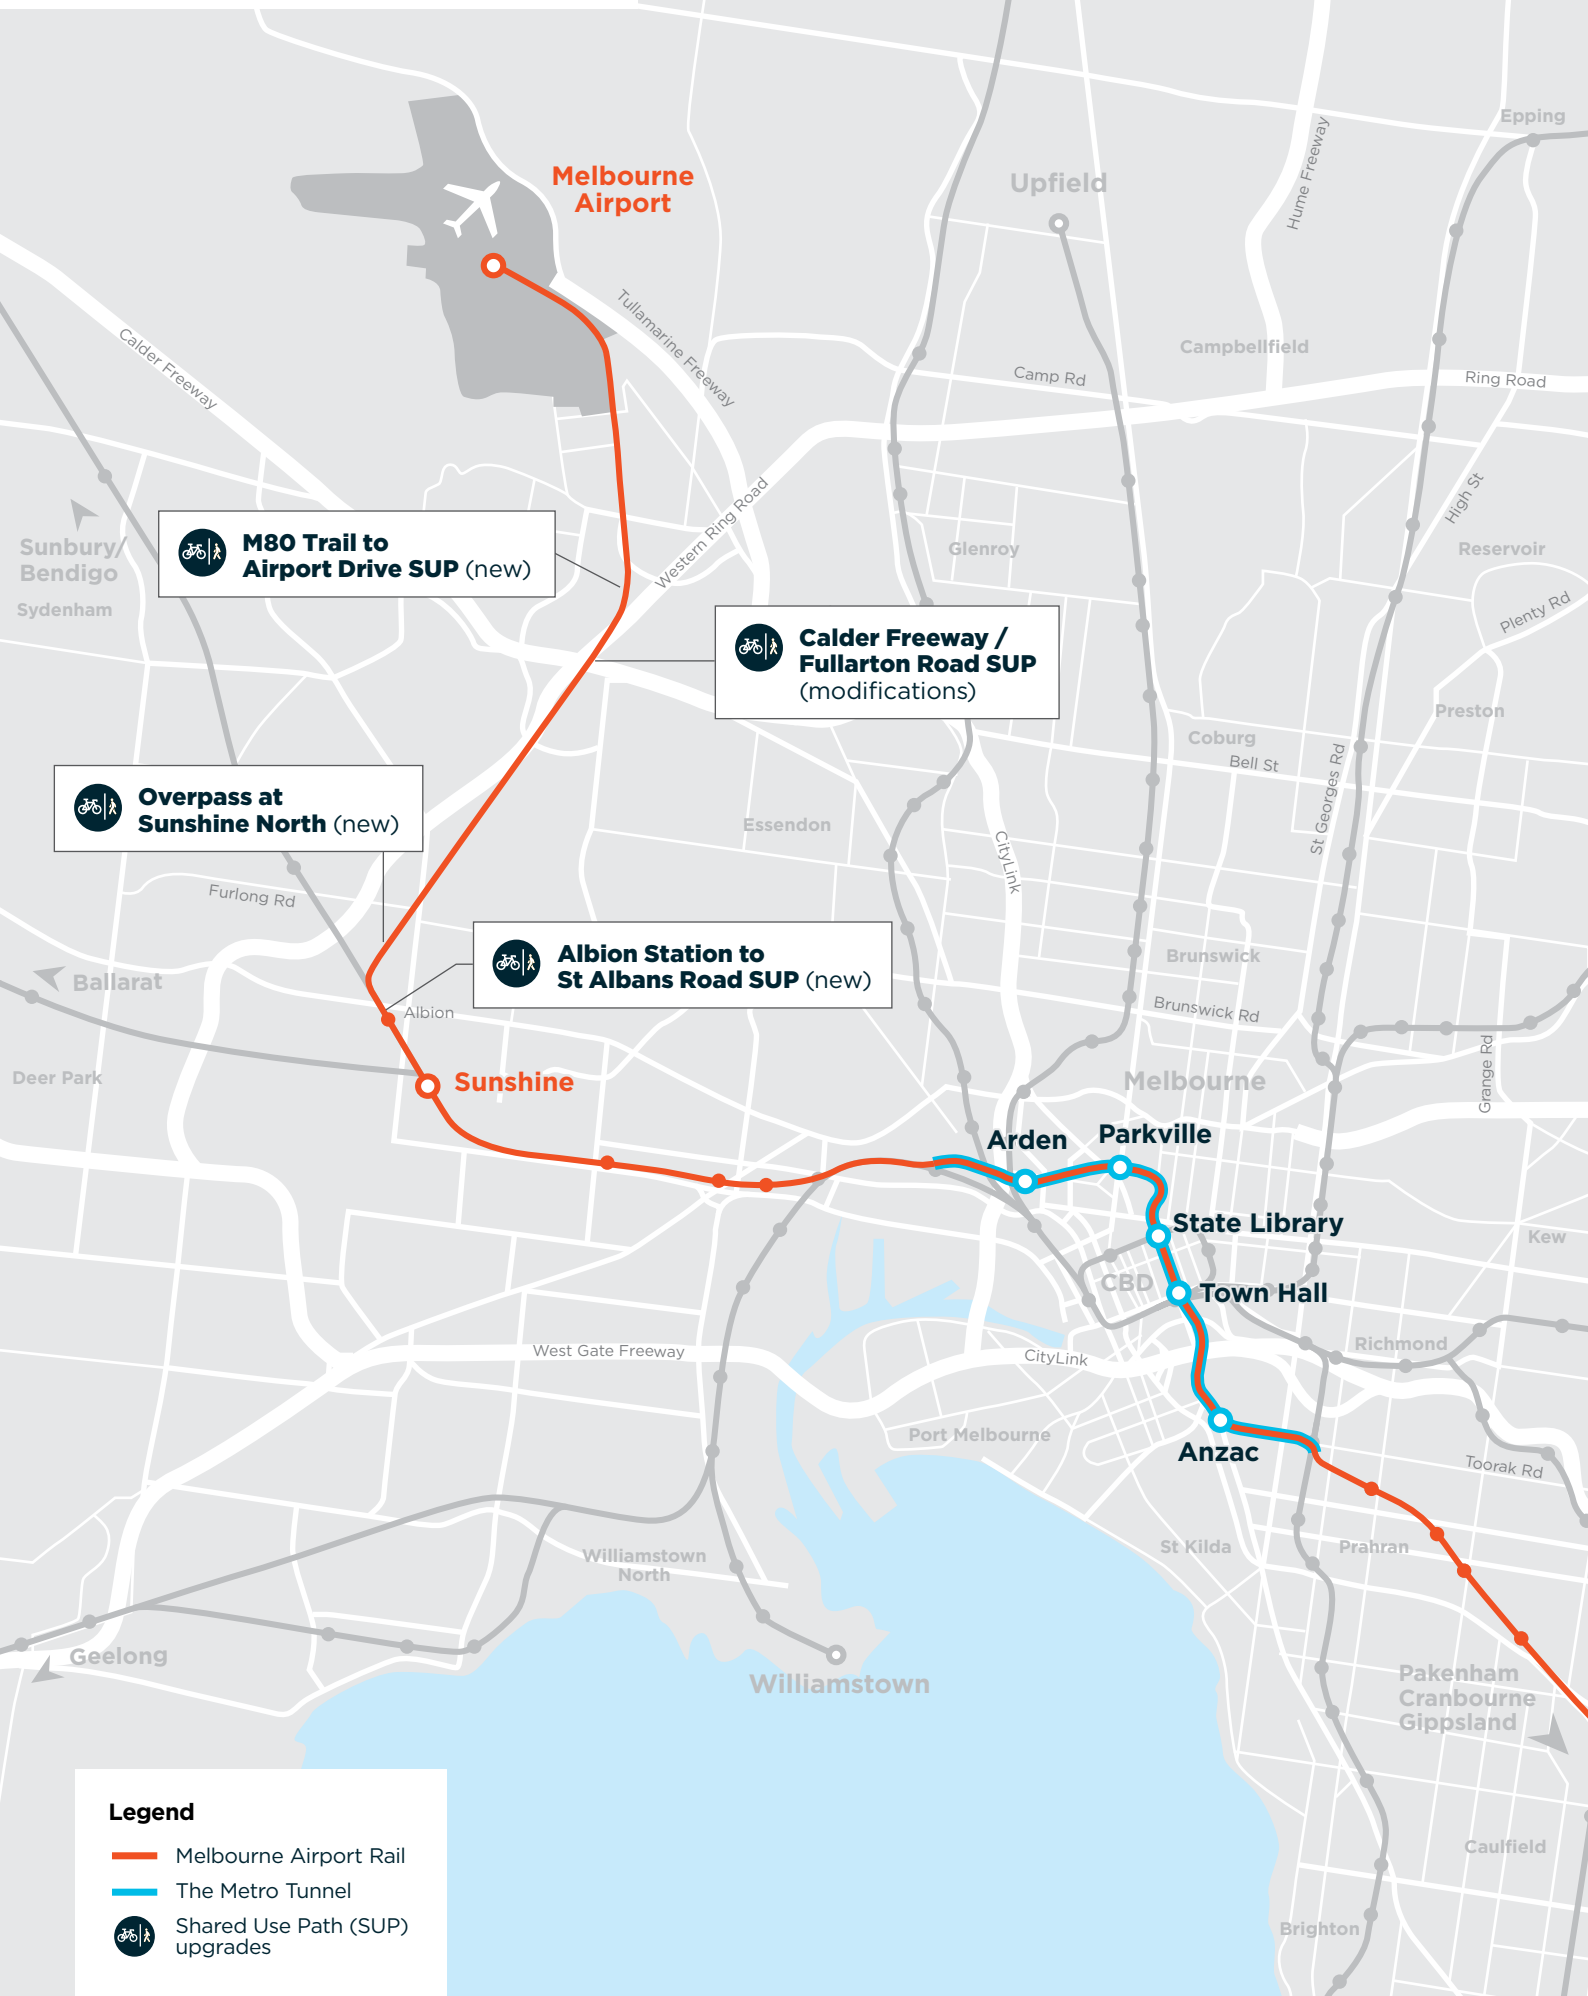 Epping
Melbourne
Airport
Upfield
Hume Freeway
Tullamarine Freeway
Calder Freeway
Campbellfield
Camp Rd
Ring Road
High St
Western Ring Road
M80 Trail to
Airport Drive SUP (new)
Sunbury/
Bendigo
Sydenham
Glenroy
Reservoir
Plenty Rd
Calder Freeway /
Fullarton Road SUP
(modifications)
Preston
Coburg
Bell St
St Georges Rd
Overpass at
Sunshine North (new)
Essendon
CityLink
Furlong Rd
Albion Station to
St Albans Road SUP (new)
Brunswick
Ballarat
Albion
Brunswick Rd
Deer Park
Sunshine
Melbourne
Grange Rd
Arden
Parkville
State Library
Kew
CBD
Town Hall
Richmond
West Gate Freeway
CityLink
Port Melbourne
Anzac
Toorak Rd
St Kilda
Prahran
Williamstown
North
Geelong
Williamstown
Pakenham
Cranbourne
Gippsland
Caulfield
Brighton
Legend
Melbourne Airport Rail
The Metro Tunnel
Shared Use Path (SUP)
upgrades